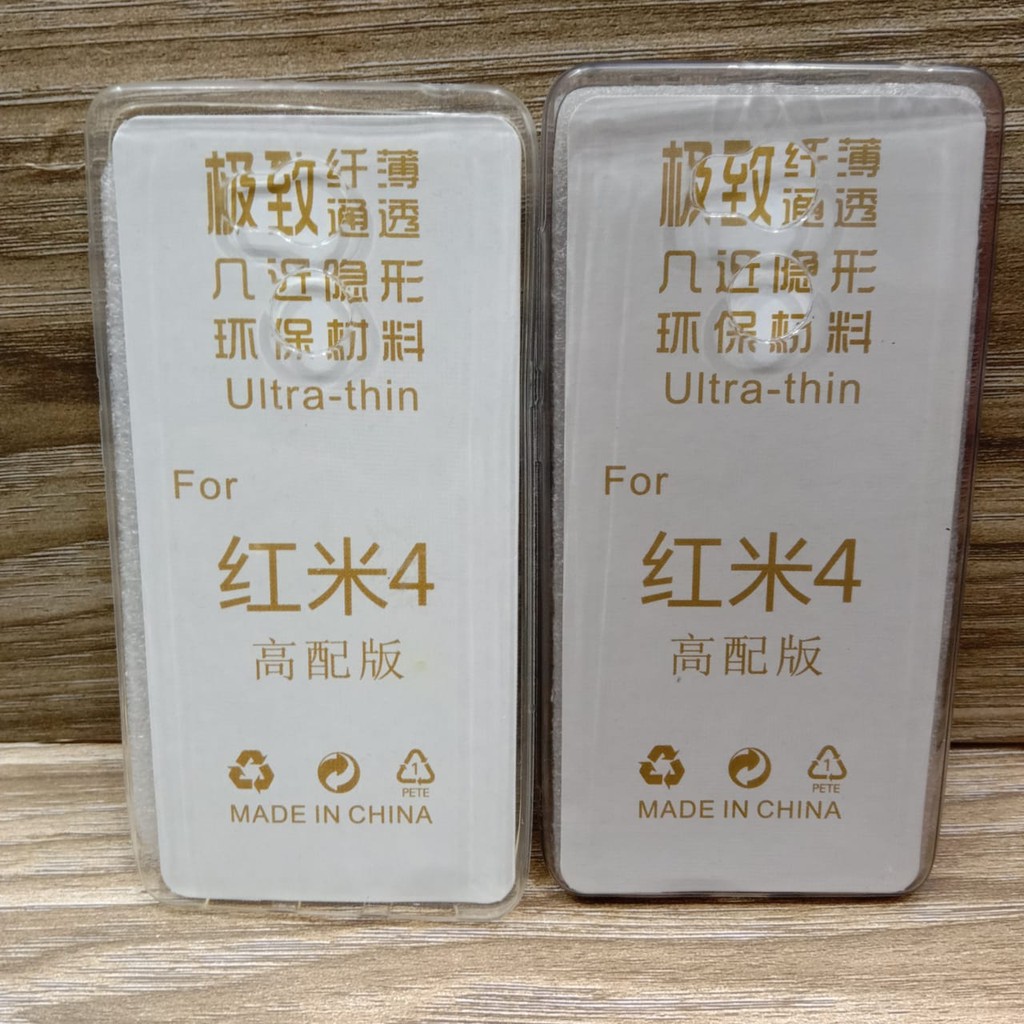 极致纤薄
通透
几近隐形
环保材料
Ultra-thin
For
红米4
高配版
1
PETE
MADE IN CHINA
极致纤薄
通透
几近隐形
环保材料
Ultra-thin
For
红米4
高配版
1
PETE
MADE IN CHINA